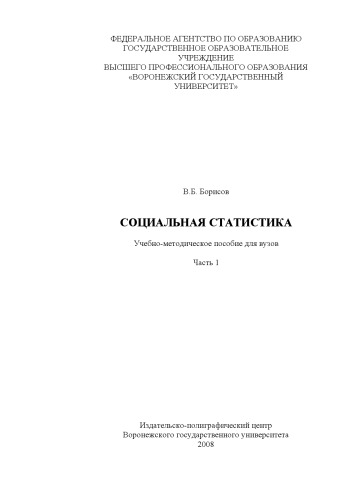 ФЕДЕРАЛЬНОЕ АГЕНТСТВО ПО ОБРАЗОВАНИЮ
ГОСУДАРСТВЕННОЕ ОБРАЗОВАТЕЛЬНОЕ
УЧРЕЖДЕНИЕ
ВЫСШЕГО ПРОФЕССИОНАЛЬНОГО ОБРАЗОВАНИЯ
«ВОРОНЕЖСКИЙ ГОСУДАРСТВЕННЫЙ
УНИВЕРСИТЕТ»
В.Б. Борисов
СОЦИАЛЬНАЯ СТАТИСТИКА
Учебно-методическое пособие для вузов
Часть 1
Издательско-полиграфический центр
Воронежского государственного университета
2008